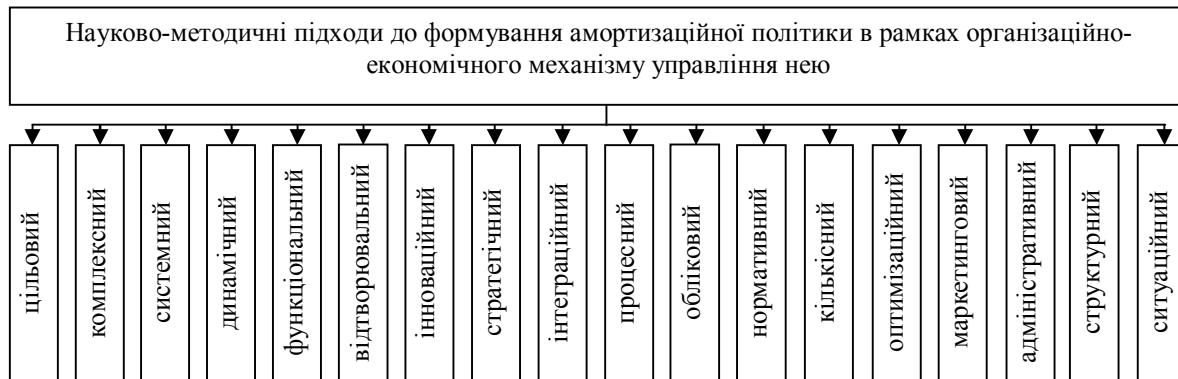 Науково-методичні підходи до формування амортизаційної політики в рамках організаційно-
економічного механізму управління нею
цільовий
комплексний
системний
динамічний
функціональний
відтворювальний
інноваційний
стратегічний
інтеграційний
процесний
обліковий
нормативний
кількісний
оптимізаційний
маркетинговий
адміністративний
структурний
ситуаційний